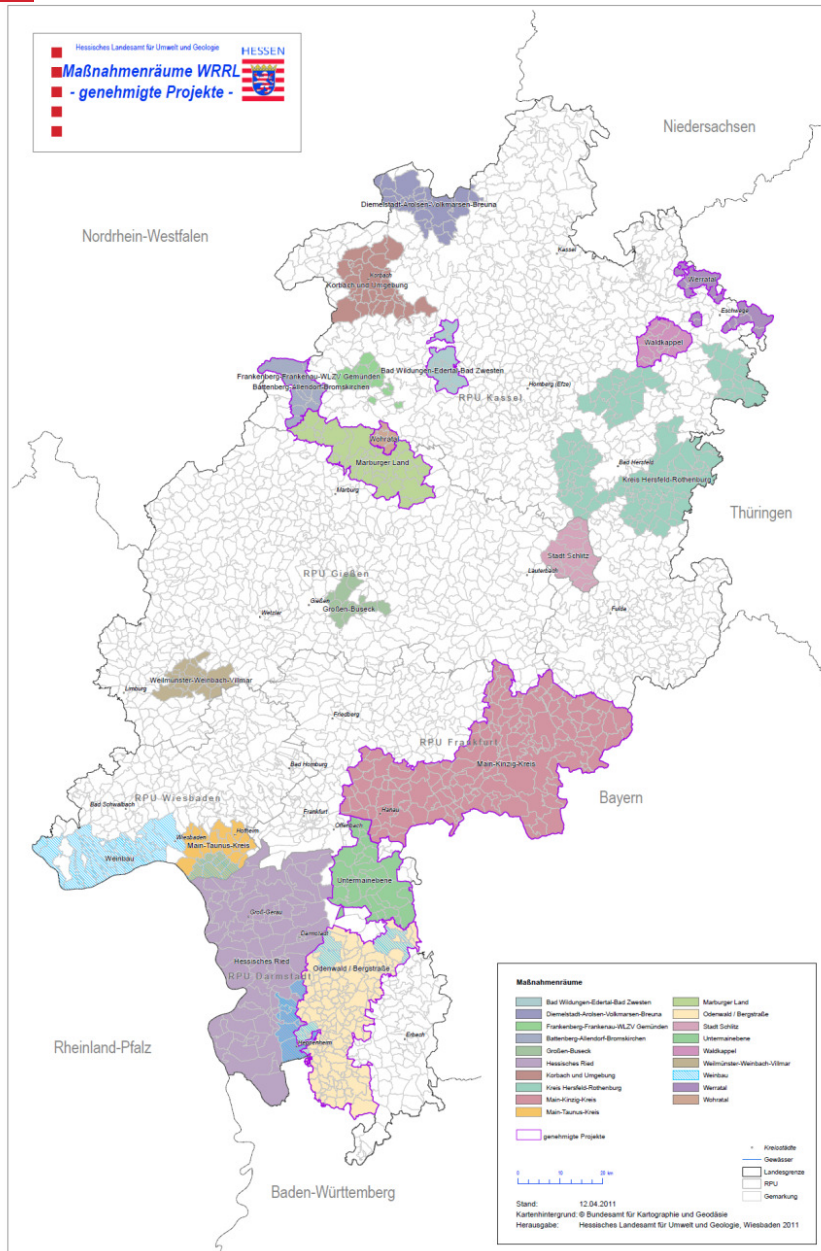 Hessisches Landesamt für Umwelt und Geologie
HESSEN
Maßnahmenräume WRRL
- genehmigte Projekte -
Niedersachsen
Nordrhein-Westfalen
Diemelstadt-Arolsen-Volkmarsen-Breuna
Kassel
Korbach
Korbach und Umgebung
Werratal
Eschwege
Waldkappel
Frankenberg-Frankenau-WLZV Gemünden
Bad Wildungen-Edertal-Bad Zwesten
Battenberg-Allendorf-Bromskirchen
RPU Kassel
Homberg (Efze)
Wohratal
Marburger Land
Bad Hersfeld
Kreis Hersfeld-Rothenburg
Marburg
Thüringen
Stadt Schlitz
RPU Gießen
Lauterbach
Gießen
Großen-Buseck
Wetzlar
Fulda
Weilmünster-Weinbach-Villmar
Limburg
Friedberg
RPU Frankfurt
Main-Kinzig-Kreis
Bad Homburg
RPU Wiesbaden
Bayern
Bad Schwalbach
Frankfurt
Hanau
Offenbach
Wiesbaden
Hofheim
Main-Taunus-Kreis
Weinbau
Untermainebene
Groß-Gerau
Darmstadt
Hessisches Ried
Odenwald / Bergstraße
RPU Darmstadt
Rheinland-Pfalz
Heppenheim
Erbach
Baden-Württemberg
Maßnahmenräume
Bad Wildungen-Edertal-Bad Zwesten
Diemelstadt-Arolsen-Volkmarsen-Breuna
Frankenberg-Frankenau-WLZV Gemünden
Battenberg-Allendorf-Bromskirchen
Großen-Buseck
Hessisches Ried
Korbach und Umgebung
Kreis Hersfeld-Rothenburg
Main-Kinzig-Kreis
Main-Taunus-Kreis
Marburger Land
Odenwald / Bergstraße
Stadt Schlitz
Untermainebene
Waldkappel
Weilmünster-Weinbach-Villmar
Weinbau
Werratal
Wohratal
genehmigte Projekte
0 10 20 km
Kreisstädte
Gewässer
Landesgrenze
RPU
Gemarkung
Stand: 12.04.2011
Kartenhintergrund: © Bundesamt für Kartographie und Geodäsie
Herausgabe: Hessisches Landesamt für Umwelt und Geologie, Wiesbaden 2011